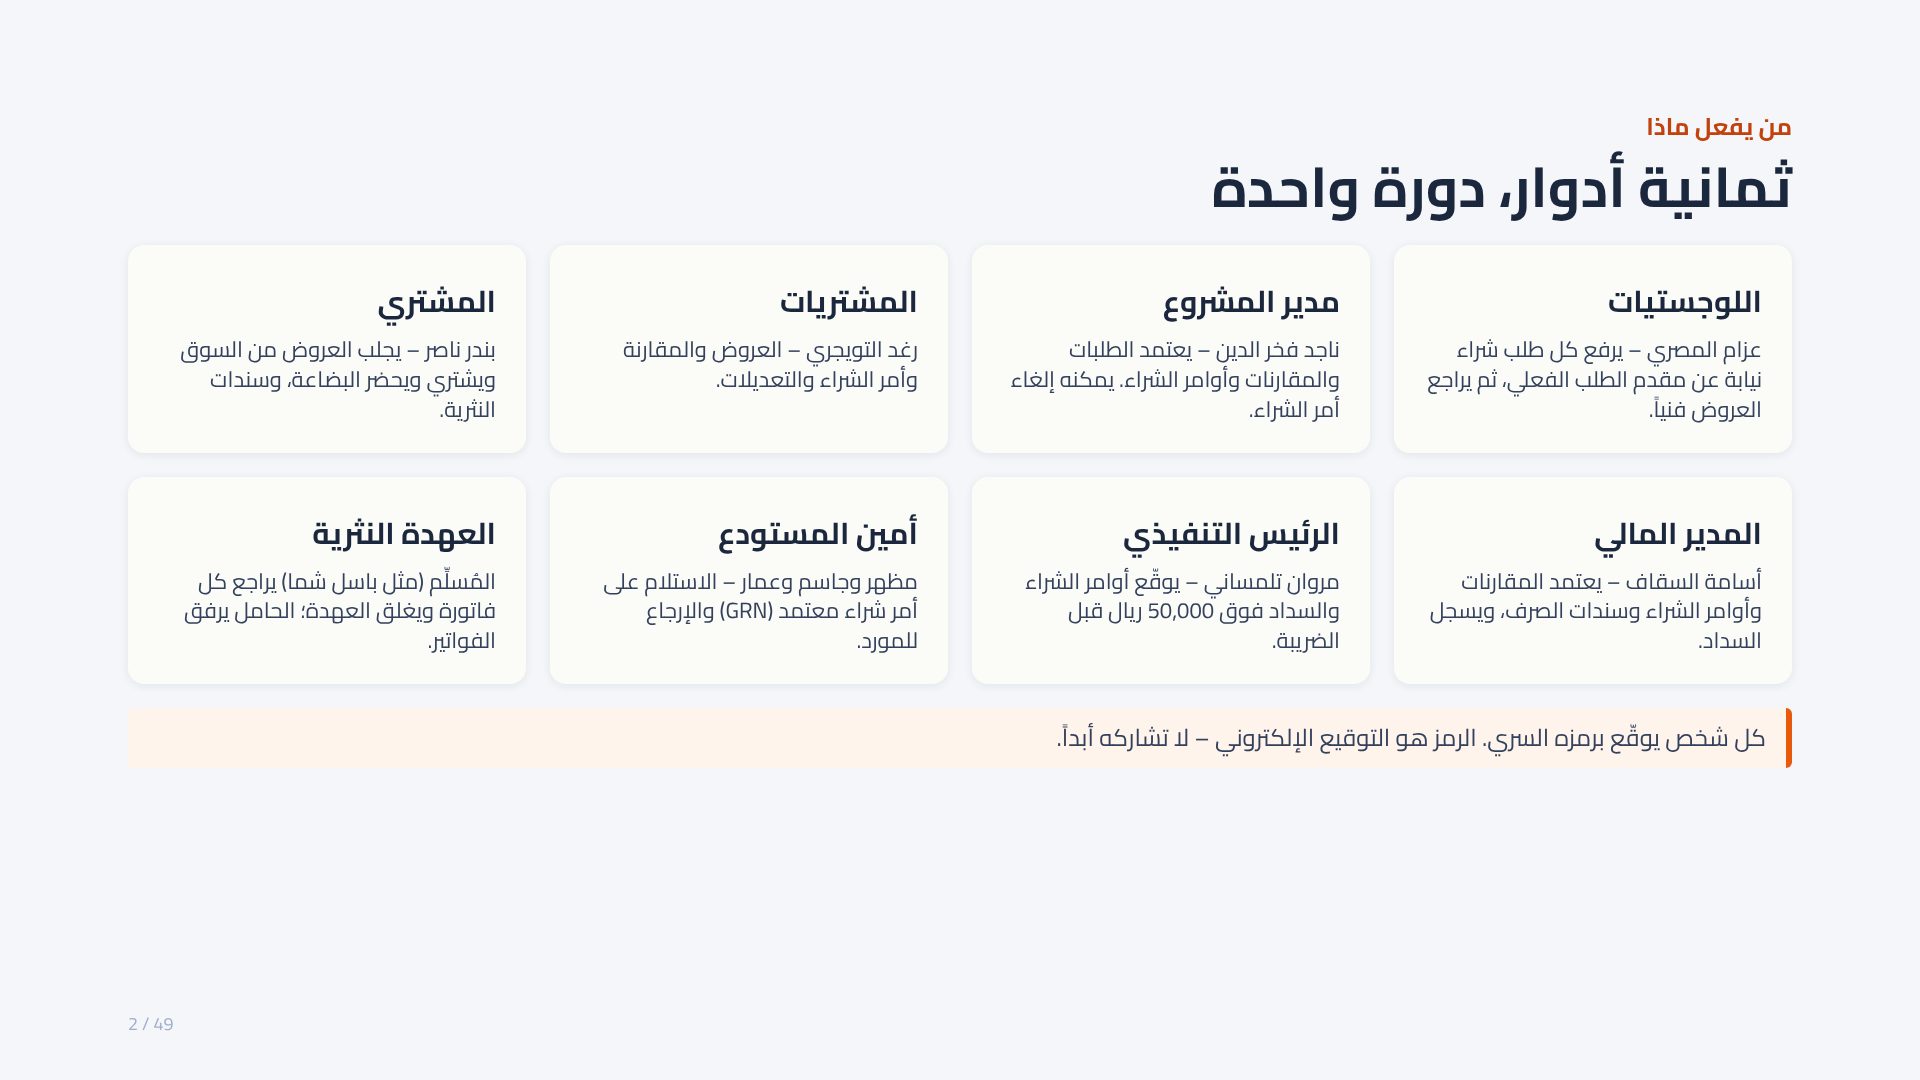 من يفعل ماذا
ثمانية أدوار، دورة واحدة
اللوجستيات
عزام المصري – يرفع كل طلب شراء
نيابة عن مقدم الطلب الفعلي، ثم يراجع
العروض فنياً.
مدير المشروع
ناجد فخر الدين – يعتمد الطلبات
والمقارنات وأوامر الشراء. يمكنه إلغاء
أمر الشراء.
المشتريات
رغد التويجري – العروض والمقارنة
وأمر الشراء والتعديلات.
المشتري
بندر ناصر – يجلب العروض من السوق
ويشتري ويحضر البضاعة، وسندات
النثرية.
المدير المالي
أسامة السقاف – يعتمد المقارنات
وأوامر الشراء وسندات الصرف، ويسجل
السداد.
الرئيس التنفيذي
مروان تلمساني – يوقّع أوامر الشراء
والسداد فوق 50,000 ريال قبل
الضريبة.
أمين المستودع
مظهر وجاسم وعمار – الاستلام على
أمر شراء معتمد (GRN) والإرجاع
للمورد.
العهدة النثرية
المُسلّم (مثل باسل شما) يراجع كل
فاتورة ويغلق العهدة؛ الحامل يرفق
الفواتير.
كل شخص يوقّع برمزه السري. الرمز هو التوقيع الإلكتروني – لا تشاركه أبداً.
2 / 49